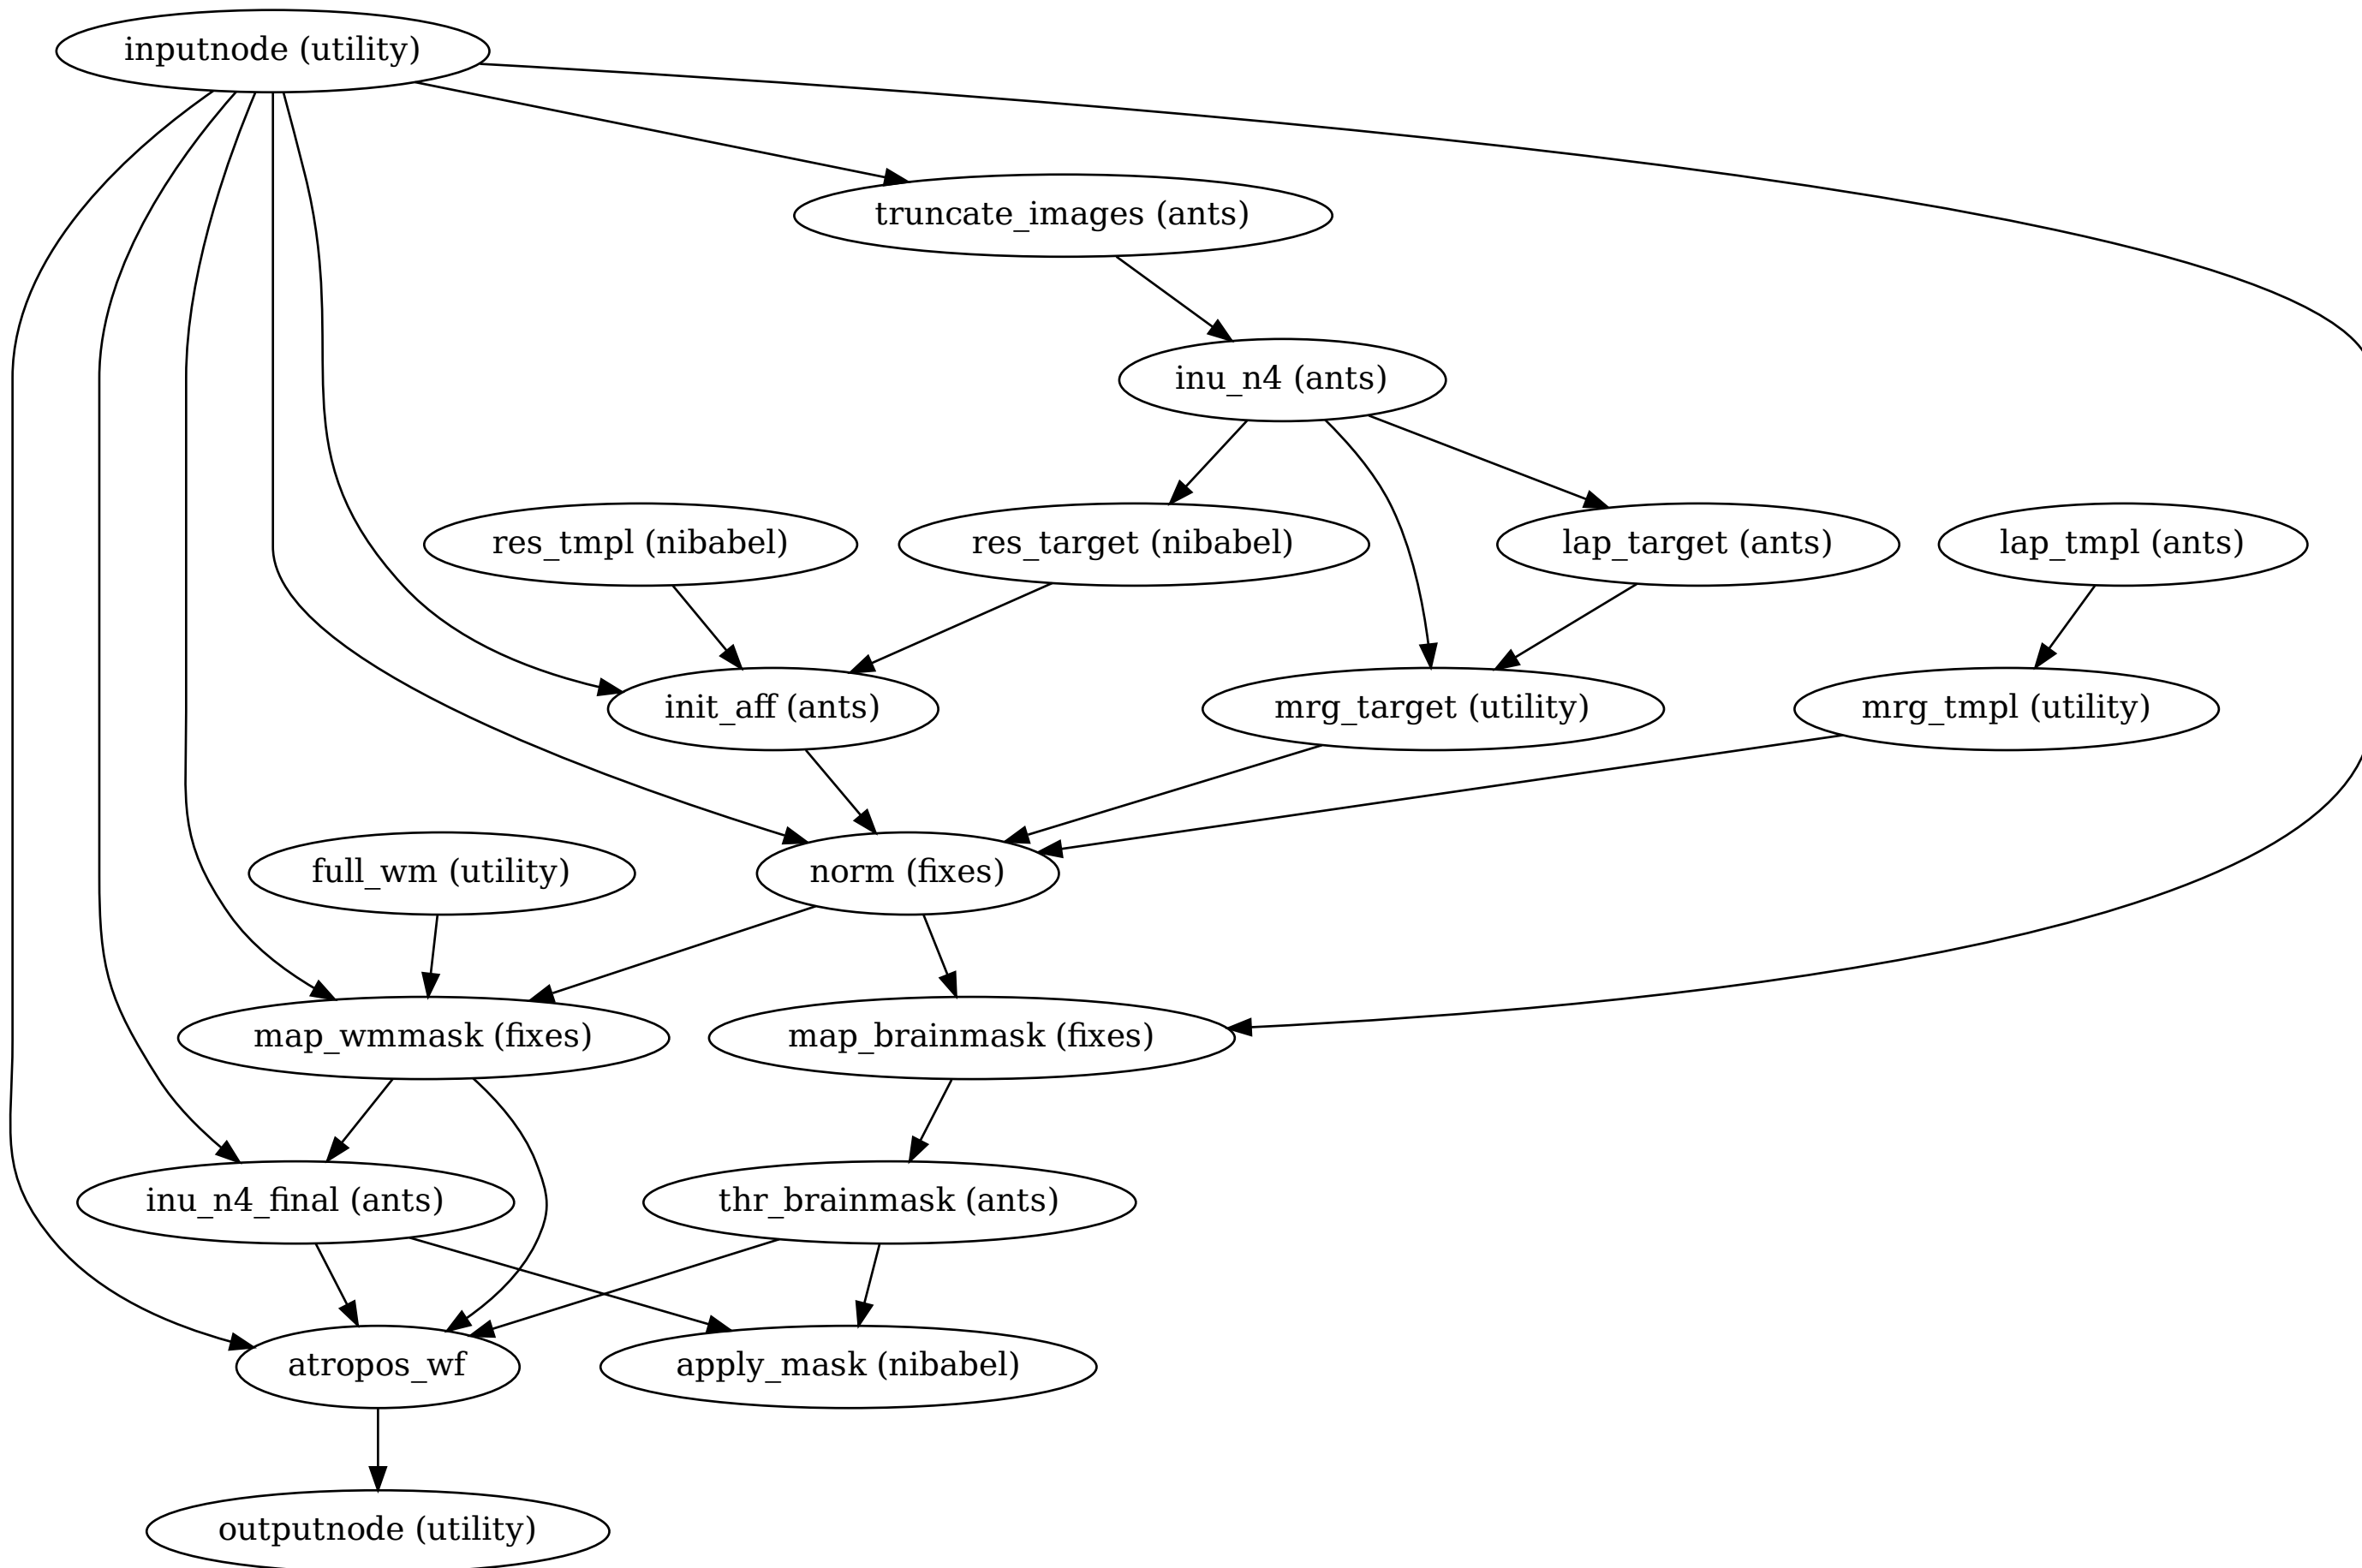 inputnode (utility)
truncate_images (ants)
inu_n4 (ants)
res_tmpl (nibabel)
res_target (nibabel)
lap_target (ants)
lap_tmpl (ants)
init_aff (ants)
mrg_target (utility)
mrg_tmpl (utility)
full_wm (utility)
norm (fixes)
map_wmmask (fixes)
map_brainmask (fixes)
inu_n4_final (ants)
thr_brainmask (ants)
atropos_wf
apply_mask (nibabel)
outputnode (utility)